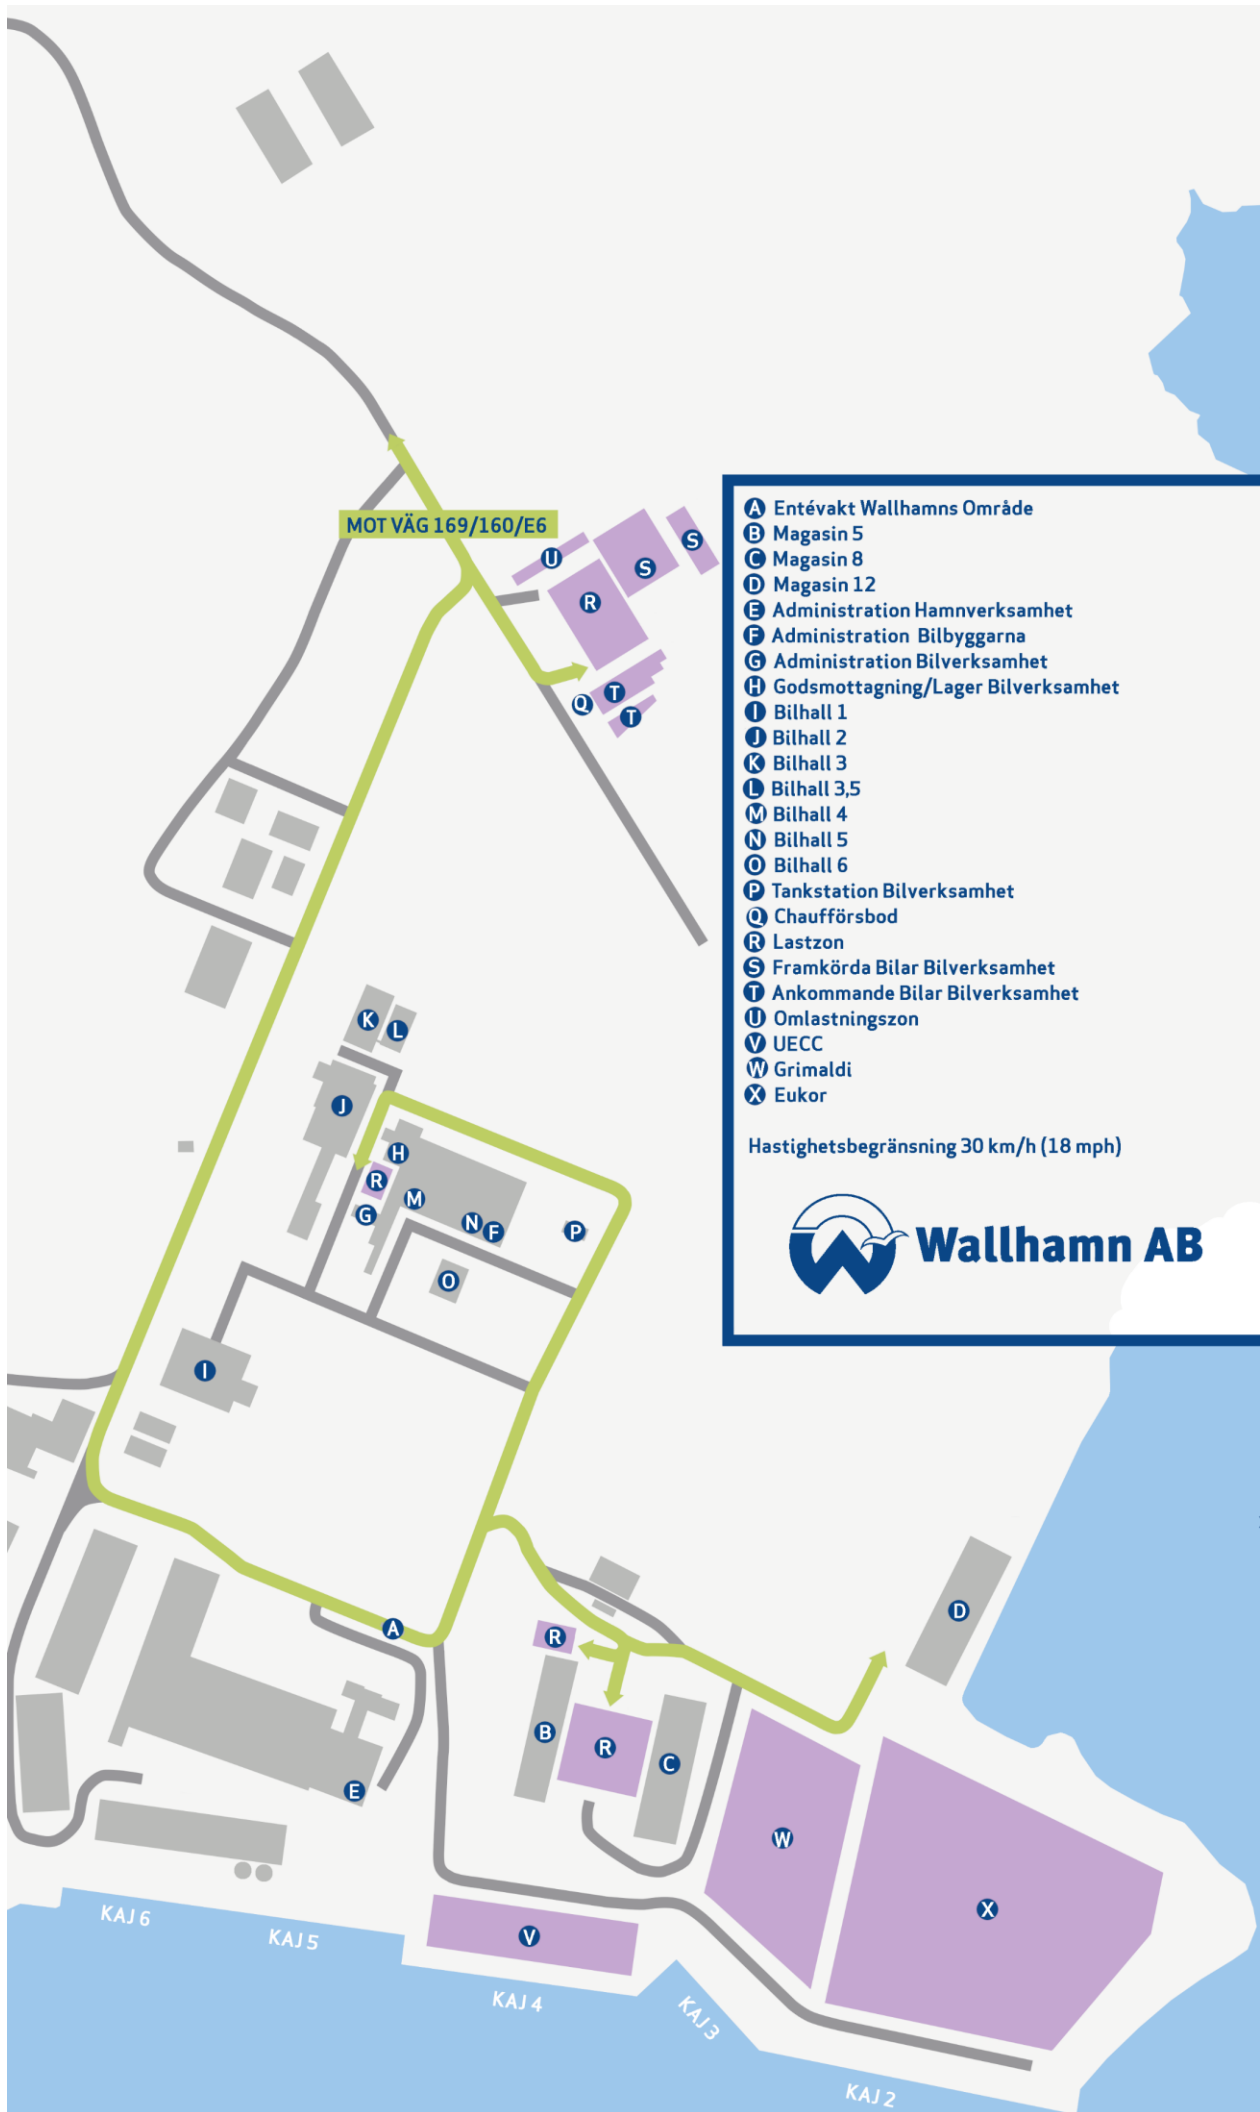 MOT VÄG 169/160/E6
U
S
S
R
T
Q
T
A Entévakt Wallhamns Område
B Magasin 5
C Magasin 8
D Magasin 12
E Administration Hamnverksamhet
F Administration Bilbyggarna
G Administration Bilverksamhet
H Godsmottagning/Lager Bilverksamhet
I Bilhall 1
J Bilhall 2
K Bilhall 3
L Bilhall 3,5
M Bilhall 4
N Bilhall 5
O Bilhall 6
P Tankstation Bilverksamhet
Q Chaufförsbod
R Lastzon
S Framkörda Bilar Bilverksamhet
T Ankommande Bilar Bilverksamhet
U Omlastningszon
V UECC
W Grimaldi
X Eukor
Hastighetsbegränsning 30 km/h (18 mph)
Wallhamn AB
K
L
J
H
R
M
G
N
F
P
O
I
D
A
R
B
R
C
E
W
X
V
KAJ 6
KAJ 5
KAJ 4
KAJ 3
KAJ 2